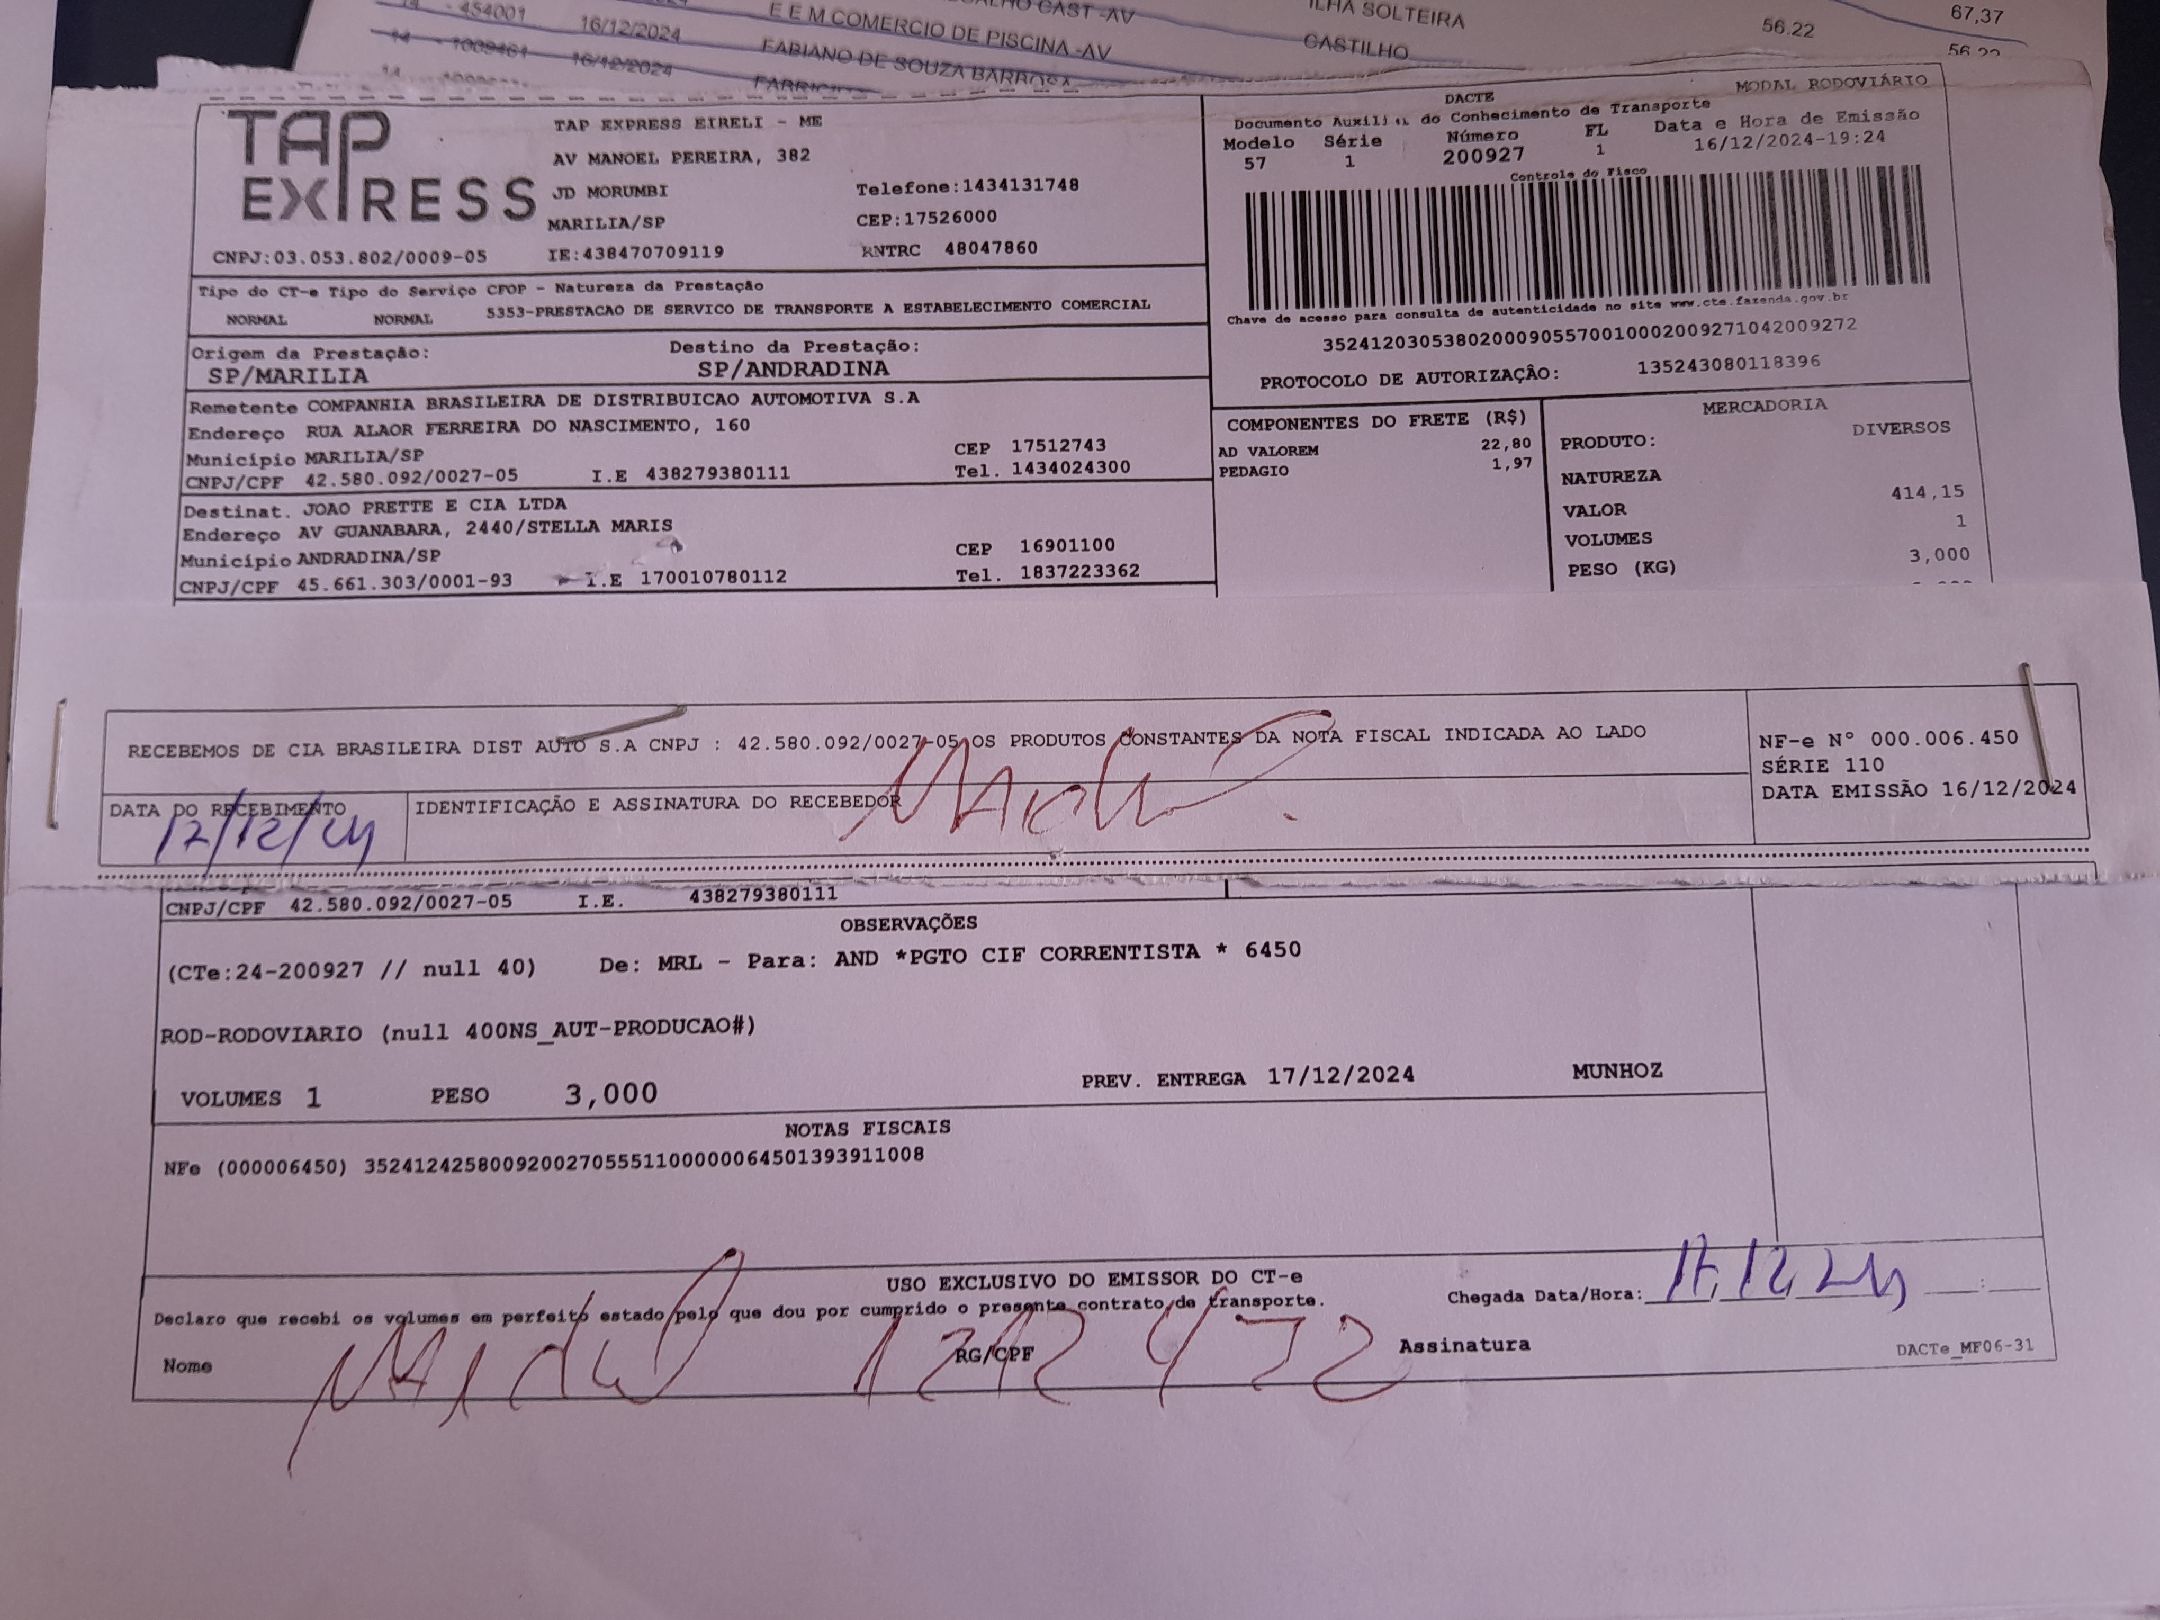 14 - 454001 16/12/2024 E E M COMERCIO DE PISCINA -AV ILHA SOLTEIRA 67,37
14 - 1009461 16/12/2024 FABIANO DE SOUZA BARBOSA CASTILHO 56.22 56,22
TAP EXPRESS
TAP EXPRESS EIRELI - ME
AV MANOEL PEREIRA, 382
JD MORUMBI Telefone:1434131748
MARILIA/SP CEP:17526000
CNPJ:03.053.802/0009-05 IE:438470709119 RNTRC 48047860
DACTE MODAL RODOVIÁRIO
Documento Auxiliar do Conhecimento de Transporte
Modelo Série Número FL Data e Hora de Emissão
57 1 200927 1 16/12/2024-19:24
Controle do Fisco
Chave de acesso para consulta de autenticidade no site www.cte.fazenda.gov.br
35241203053802000905570010002009271042009272
PROTOCOLO DE AUTORIZAÇÃO: 135243080118396
Tipo do CT-e Tipo do Serviço CFOP - Natureza da Prestação
NORMAL NORMAL 5353-PRESTACAO DE SERVICO DE TRANSPORTE A ESTABELECIMENTO COMERCIAL
Origem da Prestação: Destino da Prestação:
SP/MARILIA SP/ANDRADINA
Remetente COMPANHIA BRASILEIRA DE DISTRIBUICAO AUTOMOTIVA S.A
Endereço RUA ALAOR FERREIRA DO NASCIMENTO, 160
Município MARILIA/SP CEP 17512743
CNPJ/CPF 42.580.092/0027-05 I.E 438279380111 Tel. 1434024300
Destinat. JOAO PRETTE E CIA LTDA
Endereço AV GUANABARA, 2440/STELLA MARIS
Município ANDRADINA/SP CEP 16901100
CNPJ/CPF 45.661.303/0001-93 I.E 170010780112 Tel. 1837223362
COMPONENTES DO FRETE (R$)
AD VALOREM 22,80
PEDAGIO 1,97
MERCADORIA
PRODUTO: DIVERSOS
NATUREZA
VALOR 414,15
VOLUMES 1
PESO (KG) 3,000
RECEBEMOS DE CIA BRASILEIRA DIST AUTO S.A CNPJ : 42.580.092/0027-05 OS PRODUTOS CONSTANTES DA NOTA FISCAL INDICADA AO LADO
DATA DO RECEBIMENTO IDENTIFICAÇÃO E ASSINATURA DO RECEBEDOR
17/12/24
NF-e N° 000.006.450
SÉRIE 110
DATA EMISSÃO 16/12/2024
CNPJ/CPF 42.580.092/0027-05 I.E. 438279380111
OBSERVAÇÕES
(CTe:24-200927 // null 40) De: MRL - Para: AND *PGTO CIF CORRENTISTA * 6450
ROD-RODOVIARIO (null 400NS_AUT-PRODUCAO#)
VOLUMES 1 PESO 3,000 PREV. ENTREGA 17/12/2024 MUNHOZ
NOTAS FISCAIS
NFe (000006450) 35241242580092002705551100000064501393911008
USO EXCLUSIVO DO EMISSOR DO CT-e
Declaro que recebi os volumes em perfeito estado pelo que dou por cumprido o presente contrato de transporte.
Chegada Data/Hora: 17,12,24 :
Nome RG/CPF Assinatura DACTe_MF06-31